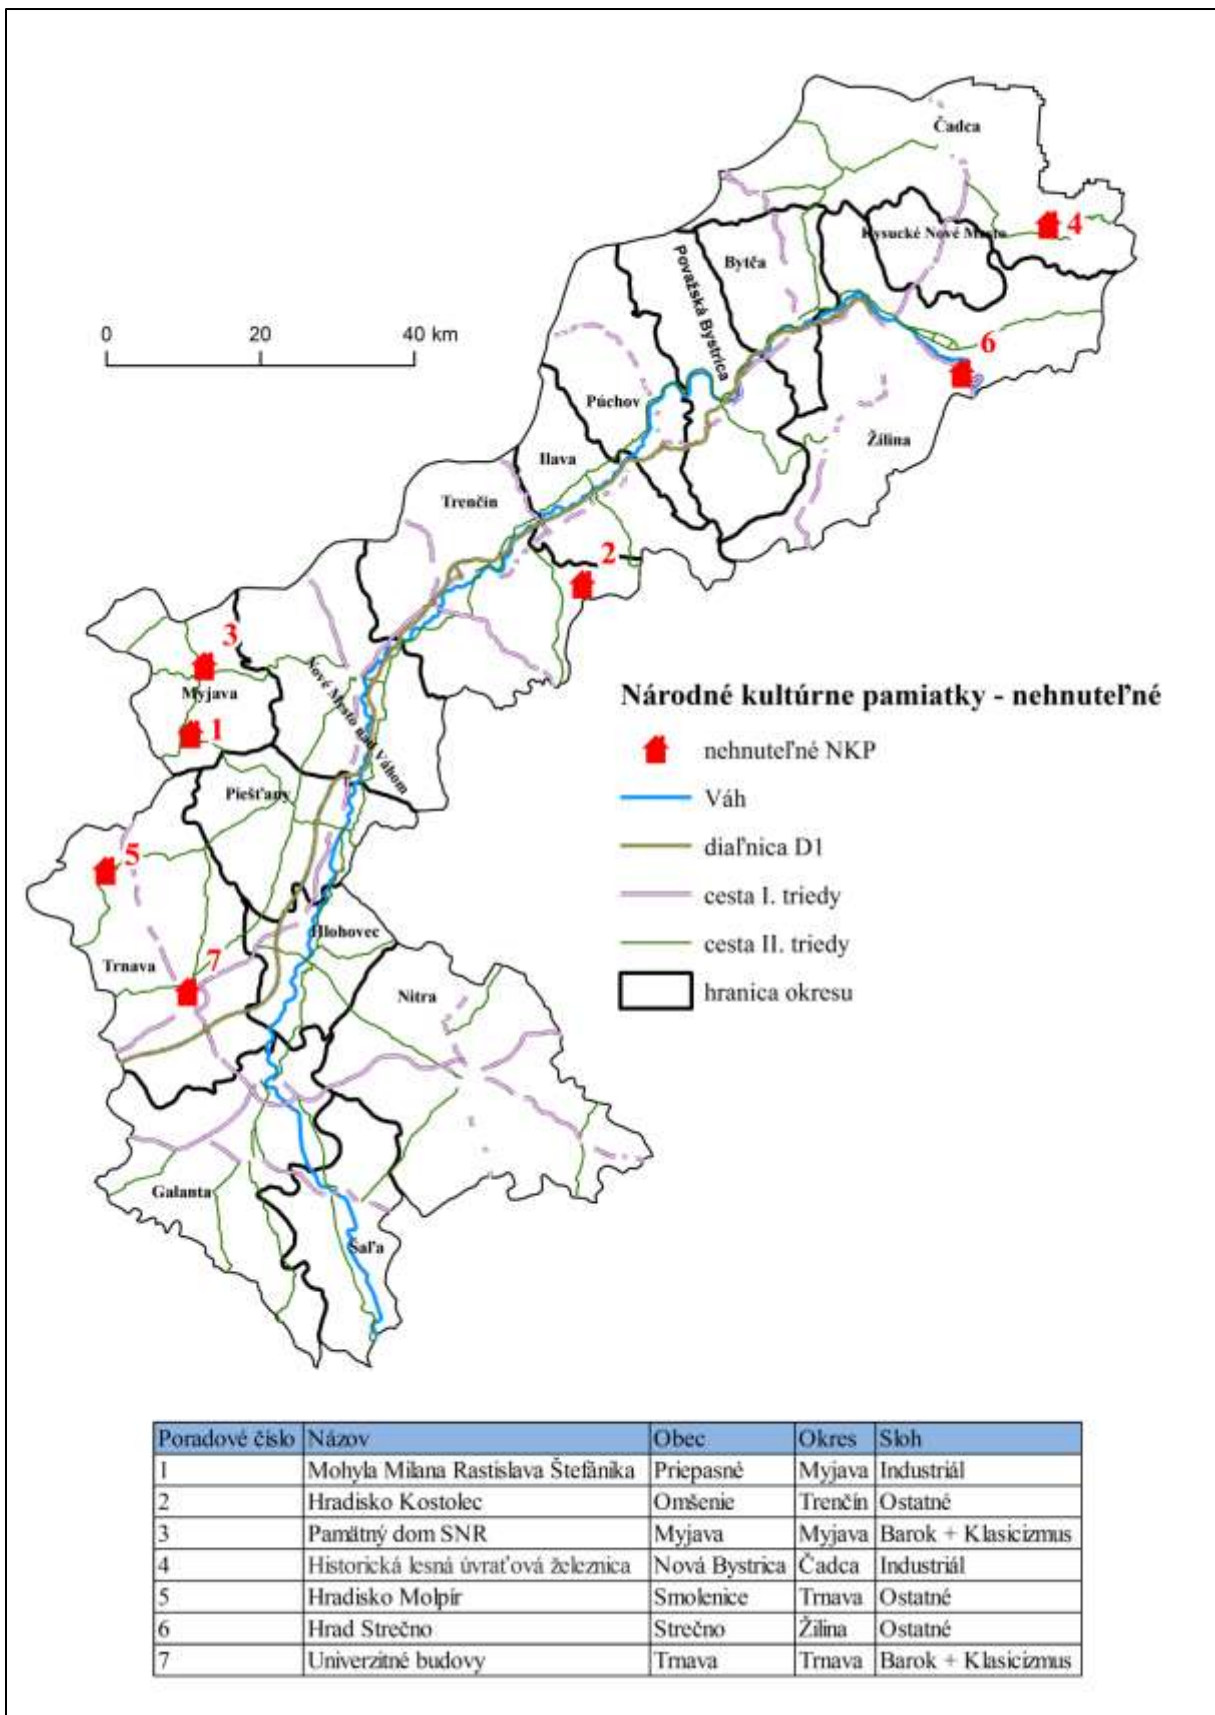 Čadca
4
Kysucké Nové Mesto
Považská Bystrica
Bytča
0 20 40 km
6
Púchov
Žilina
Ilava
Trenčín
2
3
Národné kultúrne pamiatky - nehnuteľné
Myjava
Nové Mesto nad Váhom
1
nehnuteľné NKP
Piešťany
Váh
diaľnica D1
5
cesta I. triedy
Hlohovec
cesta II. triedy
Trnava
7
Nitra
hranica okresu
Galanta
Šaľa
Poradové číslo Názov Obec Okres Sloh
1 Mohyla Milana Rastislava Štefánika Priepasné Myjava Industriál
2 Hradisko Kostolec Omšenie Trenčín Ostatné
3 Pamätný dom SNR Myjava Myjava Barok + Klasicizmus
4 Historická lesná úvraťová železnica Nová Bystrica Čadca Industriál
5 Hradisko Molpír Smolenice Trnava Ostatné
6 Hrad Strečno Strečno Žilina Ostatné
7 Univerzitné budovy Trnava Trnava Barok + Klasicizmus